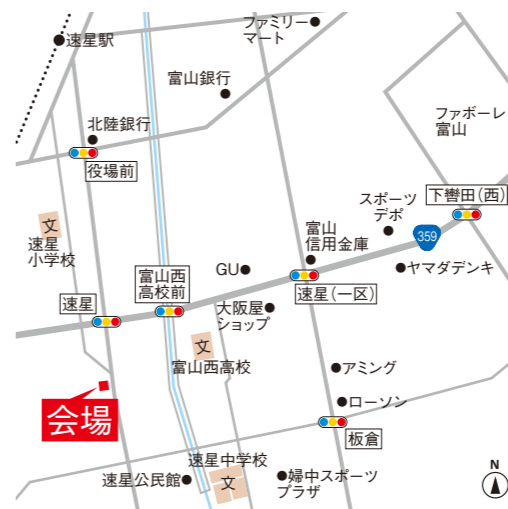 ファミリー
マート
速星駅
富山銀行
ファボーレ
富山
北陸銀行
役場前
スポーツ
デポ
下轡田(西)
359
文
速星
小学校
富山
信用金庫
富山西
高校前
GU
ヤマダデンキ
速星
速星(一区)
大阪屋
ショップ
文
富山西高校
アミング
会場
ローソン
板倉
速星中学校
文
速星公民館
婦中スポーツ
プラザ
N